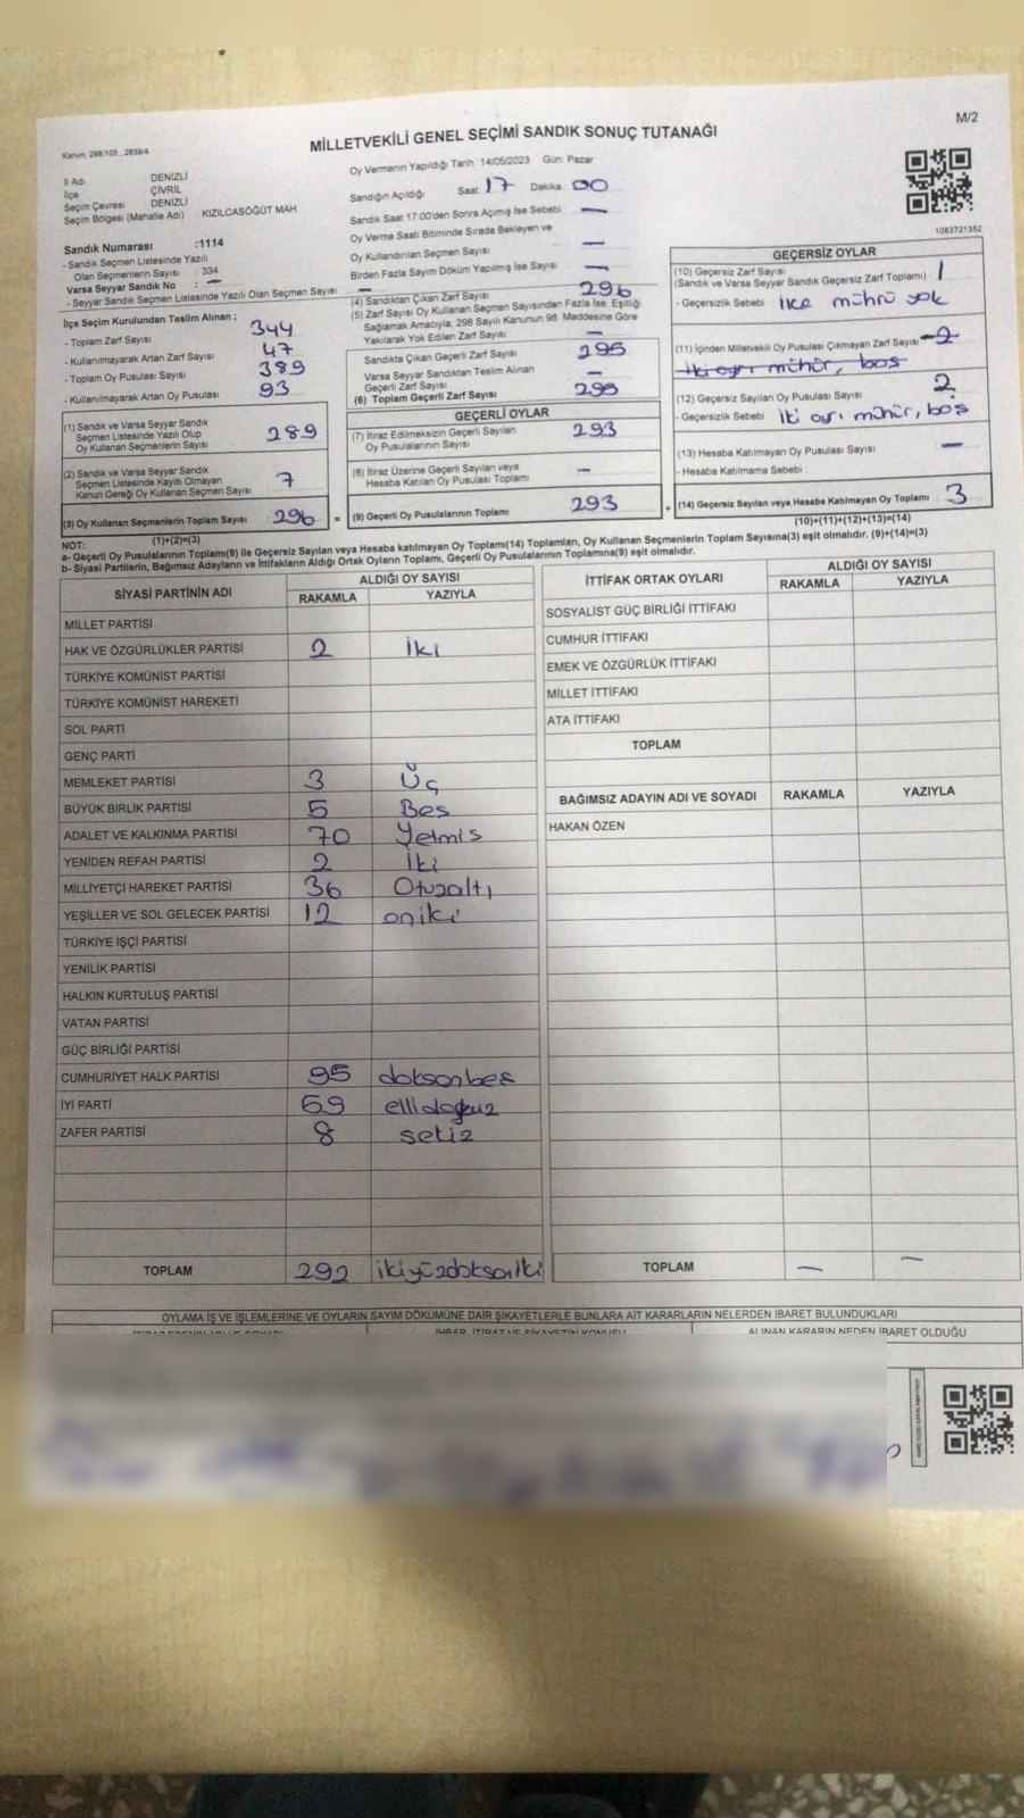 M/2
MİLLETVEKİLİ GENEL SEÇİMİ SANDIK SONUÇ TUTANAĞI
İl Adı DENİZLİ
İlçe ÇİVRİL
Seçim Çevresi DENİZLİ
Seçim Bölgesi (Mahalle Adı) KIZILCASÖĞÜT MAH
Sandık Numarası :1114
- Sandık Seçmen Listesinde Yazılı
Olan Seçmenlerin Sayısı : 334
Varsa Seyyar Sandık No : —
- Seyyar Sandık Seçmen Listesinde Yazılı Olan Seçmen Sayısı —
İlçe Seçim Kurulundan Teslim Alınan ;
- Toplam Zarf Sayısı 344
- Kullanılmayarak Artan Zarf Sayısı 47
- Toplam Oy Pusulası Sayısı 389
- Kullanılmayarak Artan Oy Pusulası 93
(1) Sandık ve Varsa Seyyar Sandık
Seçmen Listesinde Yazılı Olup
Oy Kullanan Seçmenlerin Sayısı 289
(2) Sandık ve Varsa Seyyar Sandık
Seçmen Listesinde Kayıtlı Olmayan
Kanun Gereği Oy Kullanan Seçmen Sayısı 7
(3) Oy Kullanan Seçmenlerin Toplam Sayısı 296
(1)+(2)=(3)
Oy Vermenin Yapıldığı Tarih 14/05/2023 Gün: Pazar
Sandığın Açıldığı Saat 17 Dakika 00
Sandık Saat 17:00'den Sonra Açılmış İse Sebebi —
Oy Verme Saati Bitiminde Sırada Bekleyen ve
Oy Kullandırılan Seçmen Sayısı —
Birden Fazla Sayım Döküm Yapılmış İse Sayısı —
(4) Sandıktan Çıkan Zarf Sayısı 296
(5) Zarf Sayısı Oy Kullanan Seçmen Sayısından Fazla İse, Eşitliği
Sağlamak Amacıyla, 298 Sayılı Kanunun 98. Maddesine Göre
Yakılarak Yok Edilen Zarf Sayısı —
Sandıkta Çıkan Geçerli Zarf Sayısı 295
Varsa Seyyar Sandıktan Teslim Alınan
Geçerli Zarf Sayısı —
(6) Toplam Geçerli Zarf Sayısı 295
GEÇERLİ OYLAR
(7) İtiraz Edilmeksizin Geçerli Sayılan
Oy Pusulalarının Sayısı 293
(8) İtiraz Üzerine Geçerli Sayılan veya
Hesaba Katılan Oy Pusulası Toplamı —
= (9) Geçerli Oy Pusulalarının Toplamı 293
1083721352
GEÇERSİZ OYLAR
(10) Geçersiz Zarf Sayısı
(Sandık ve Varsa Seyyar Sandık Geçersiz Zarf Toplamı) 1
- Geçersizlik Sebebi İlçe mührü yok
(11) İçinden Milletvekili Oy Pusulası Çıkmayan Zarf Sayısı 2
İki ayrı mühür, boş
(12) Geçersiz Sayılan Oy Pusulası Sayısı 2
- Geçersizlik Sebebi İki ayrı mühür, boş
(13) Hesaba Katılmayan Oy Pusulası Sayısı —
- Hesaba Katılmama Sebebi :
+ (14) Geçersiz Sayılan veya Hesaba Katılmayan Oy Toplamı 3
(10)+(11)+(12)+(13)=(14)
NOT:
a- Geçerli Oy Pusulalarının Toplamı(9) ile Geçersiz Sayılan veya Hesaba katılmayan Oy Toplamı(14) Toplamları, Oy Kullanan Seçmenlerin Toplam Sayısına(3) eşit olmalıdır. (9)+(14)=(3)
b- Siyasi Partilerin, Bağımsız Adayların ve İttifakların Aldığı Ortak Oyların Toplamı, Geçerli Oy Pusulalarının Toplamına(9) eşit olmalıdır.
SİYASİ PARTİNİN ADI ALDIĞI OY SAYISI
RAKAMLA YAZIYLA
MİLLET PARTİSİ
HAK VE ÖZGÜRLÜKLER PARTİSİ 2 İki
TÜRKİYE KOMÜNİST PARTİSİ
TÜRKİYE KOMÜNİST HAREKETİ
SOL PARTİ
GENÇ PARTİ
MEMLEKET PARTİSİ 3 Üç
BÜYÜK BİRLİK PARTİSİ 5 Bes
ADALET VE KALKINMA PARTİSİ 70 Yetmis
YENİDEN REFAH PARTİSİ 2 İki
MİLLİYETÇİ HAREKET PARTİSİ 36 Otuzaltı
YEŞİLLER VE SOL GELECEK PARTİSİ 12 oniki
TÜRKİYE İŞÇİ PARTİSİ
YENİLİK PARTİSİ
HALKIN KURTULUŞ PARTİSİ
VATAN PARTİSİ
GÜÇ BİRLİĞİ PARTİSİ
CUMHURİYET HALK PARTİSİ 95 doksanbes
İYİ PARTİ 59 ellidoğuz
ZAFER PARTİSİ 8 sekiz
TOPLAM 292 ikiyüzdoksaniki
İTTİFAK ORTAK OYLARI ALDIĞI OY SAYISI
RAKAMLA YAZIYLA
SOSYALİST GÜÇ BİRLİĞİ İTTİFAKI
CUMHUR İTTİFAKI
EMEK VE ÖZGÜRLÜK İTTİFAKI
MİLLET İTTİFAKI
ATA İTTİFAKI
TOPLAM
BAĞIMSIZ ADAYIN ADI VE SOYADI RAKAMLA YAZIYLA
HAKAN ÖZEN
TOPLAM — —
OYLAMA İŞ VE İŞLEMLERİNE VE OYLARIN SAYIM DÖKÜMÜNE DAİR ŞİKAYETLERLE BUNLARA AİT KARARLARIN NELERDEN İBARET BULUNDUKLARI
ALINAN KARARIN NEDEN İBARET OLDUĞU